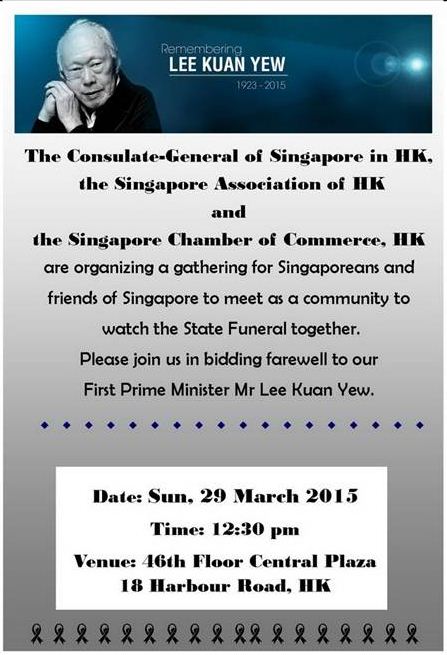 Remembering
LEE KUAN YEW
1923 - 2015
The Consulate-General of Singapore in HK,
the Singapore Association of HK
and
the Singapore Chamber of Commerce, HK
are organizing a gathering for Singaporeans and
friends of Singapore to meet as a community to
watch the State Funeral together.
Please join us in bidding farewell to our
First Prime Minister Mr Lee Kuan Yew.
Date: Sun, 29 March 2015
Time: 12:30 pm
Venue: 46th Floor Central Plaza
18 Harbour Road, HK